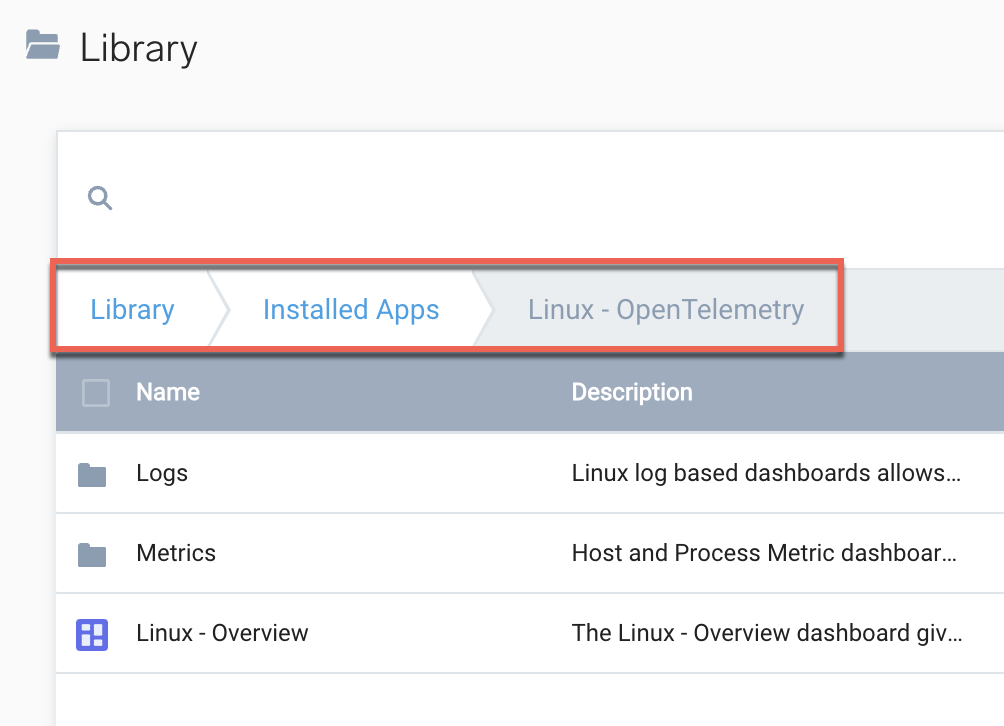 Library
Library Installed Apps Linux - OpenTelemetry
Name Description
Logs Linux log based dashboards allows...
Metrics Host and Process Metric dashboar...
Linux - Overview The Linux - Overview dashboard giv...